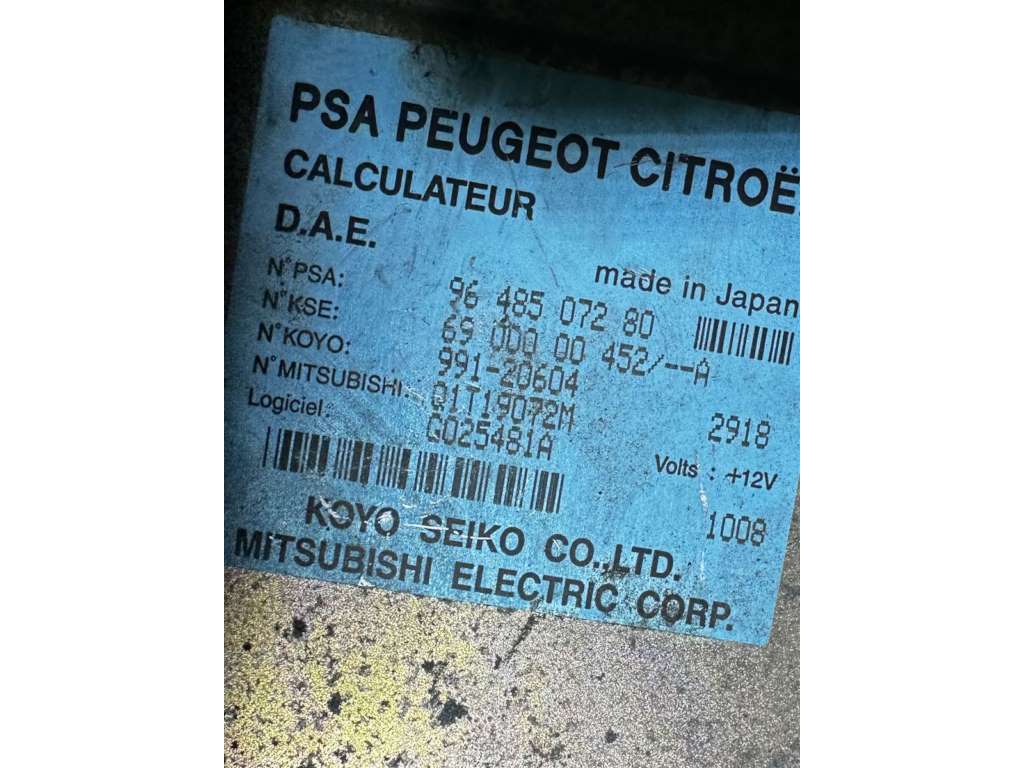 PSA PEUGEOT CITROË
CALCULATEUR
D.A.E.
made in Japan
N°PSA: 96 485 072 80
N°KSE: 69 000 00 452/--A
N°KOYO: 991-20604
N°MITSUBISHI: Q1T19072M 2918
Logiciel: G025481A
Volts : +12V
1008
KOYO SEIKO CO.,LTD.
MITSUBISHI ELECTRIC CORP.